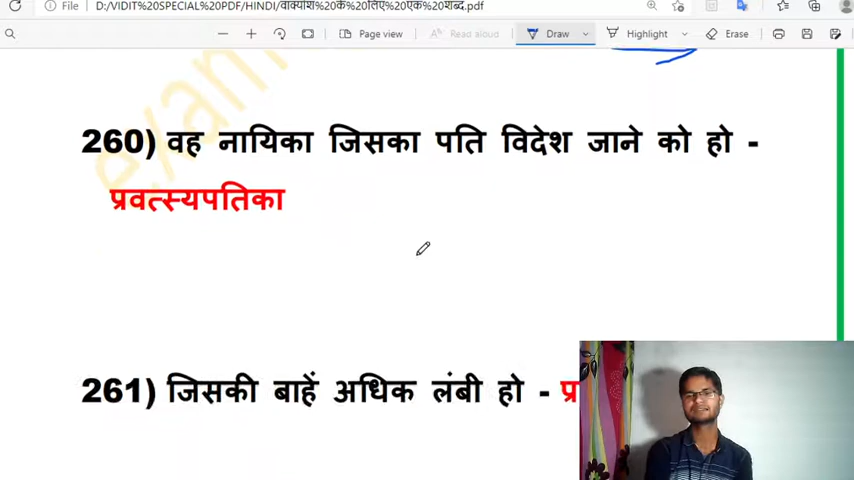 File
D:/VIDIT%20SPECIAL%20PDF/HINDI/वाक्यांश%20के%20लिए%20एक%20शब्द.pdf
Page view
Read aloud
Draw
Highlight
Erase
exam
260) वह नायिका जिसका पति विदेश जाने को हो -
प्रवत्स्यपतिका
261) जिसकी बाहें अधिक लंबी हो - प्र